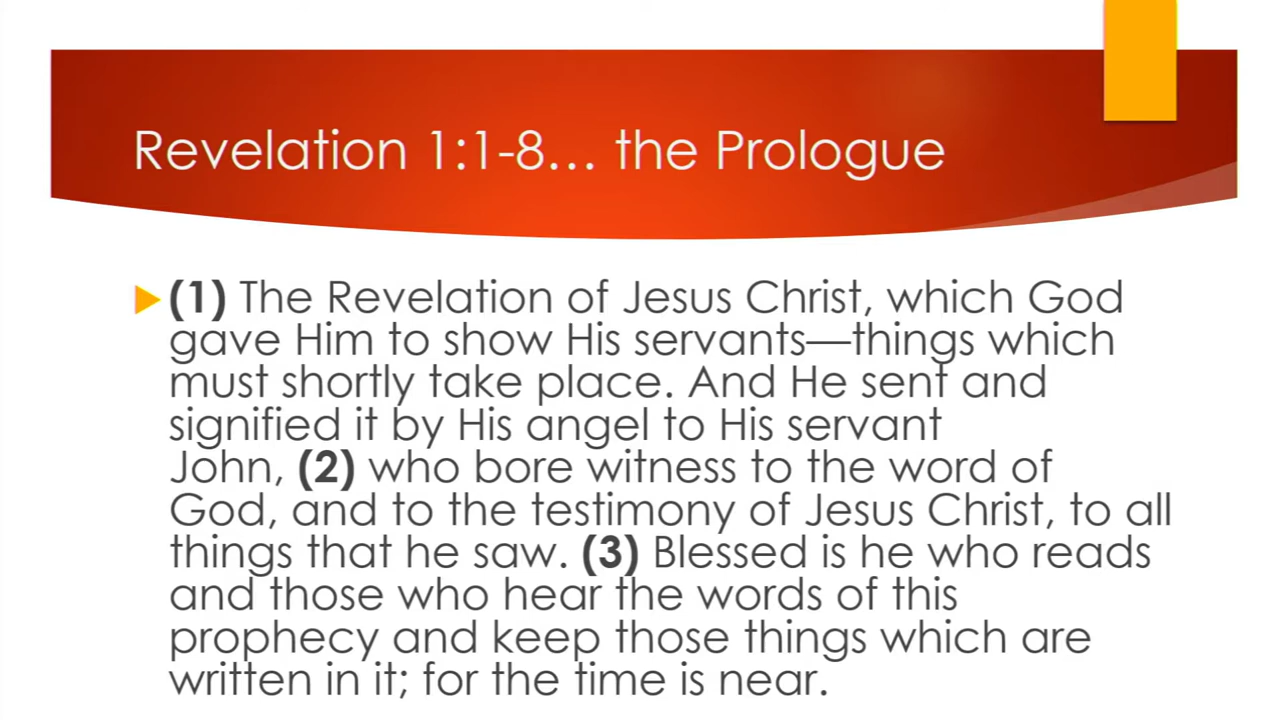 Revelation 1:1-8… the Prologue
(1) The Revelation of Jesus Christ, which God
gave Him to show His servants—things which
must shortly take place. And He sent and
signified it by His angel to His servant
John, (2) who bore witness to the word of
God, and to the testimony of Jesus Christ, to all
things that he saw. (3) Blessed is he who reads
and those who hear the words of this
prophecy and keep those things which are
written in it; for the time is near.